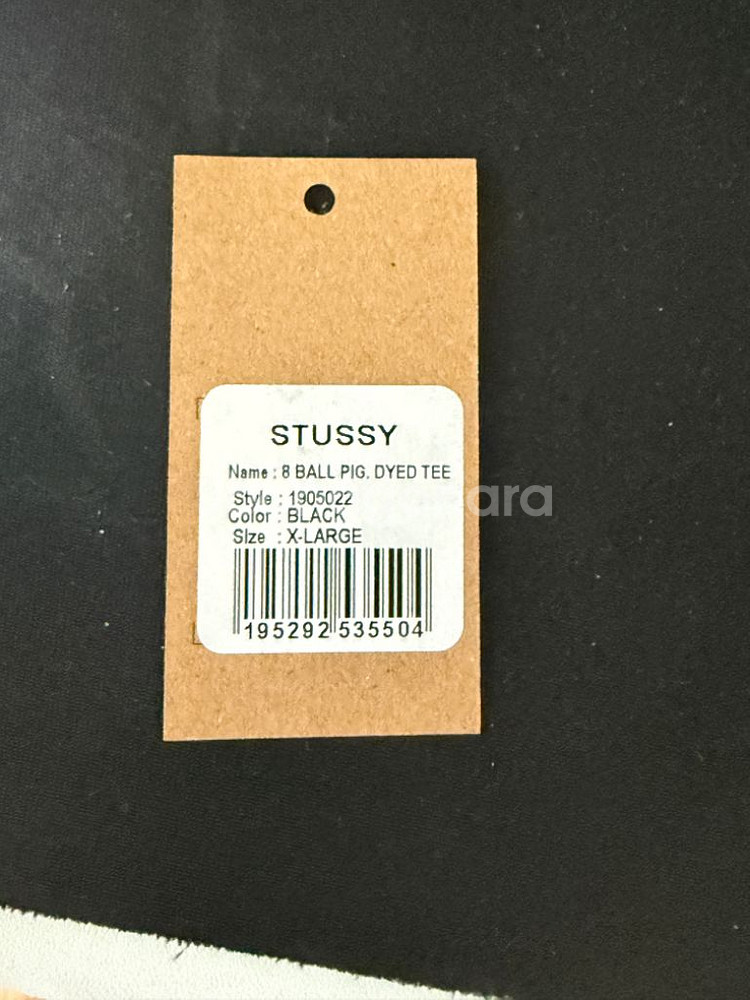 STUSSY
Name : 8 BALL PIG. DYED TEE
Style : 1905022
Color : BLACK
Size : X-LARGE
195292 535504